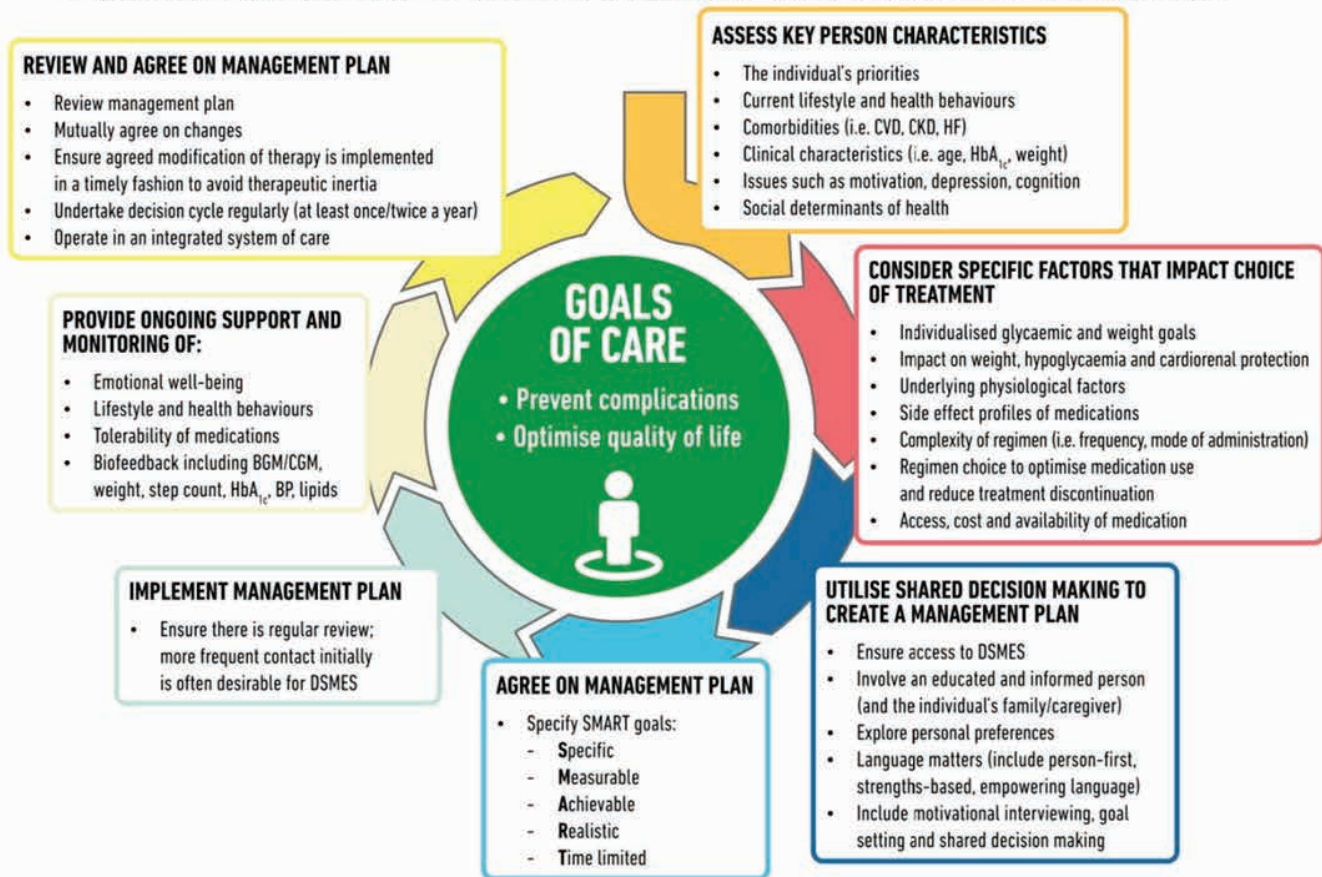 ASSESS KEY PERSON CHARACTERISTICS
• The individual's priorities
• Current lifestyle and health behaviours
• Comorbidities (i.e. CVD, CKD, HF)
• Clinical characteristics (i.e. age, HbA1c, weight)
• Issues such as motivation, depression, cognition
• Social determinants of health
CONSIDER SPECIFIC FACTORS THAT IMPACT CHOICE
OF TREATMENT
• Individualised glycaemic and weight goals
• Impact on weight, hypoglycaemia and cardiorenal protection
• Underlying physiological factors
• Side effect profiles of medications
• Complexity of regimen (i.e. frequency, mode of administration)
• Regimen choice to optimise medication use
and reduce treatment discontinuation
• Access, cost and availability of medication
UTILISE SHARED DECISION MAKING TO
CREATE A MANAGEMENT PLAN
• Ensure access to DSMES
• Involve an educated and informed person
(and the individual's family/caregiver)
• Explore personal preferences
• Language matters (include person-first,
strengths-based, empowering language)
• Include motivational interviewing, goal
setting and shared decision making
AGREE ON MANAGEMENT PLAN
• Specify SMART goals:
- Specific
- Measurable
- Achievable
- Realistic
- Time limited
IMPLEMENT MANAGEMENT PLAN
• Ensure there is regular review;
more frequent contact initially
is often desirable for DSMES
PROVIDE ONGOING SUPPORT AND
MONITORING OF:
• Emotional well-being
• Lifestyle and health behaviours
• Tolerability of medications
• Biofeedback including BGM/CGM,
weight, step count, HbA1c, BP, lipids
REVIEW AND AGREE ON MANAGEMENT PLAN
• Review management plan
• Mutually agree on changes
• Ensure agreed modification of therapy is implemented
in a timely fashion to avoid therapeutic inertia
• Undertake decision cycle regularly (at least once/twice a year)
• Operate in an integrated system of care
GOALS
OF CARE
• Prevent complications
• Optimise quality of life